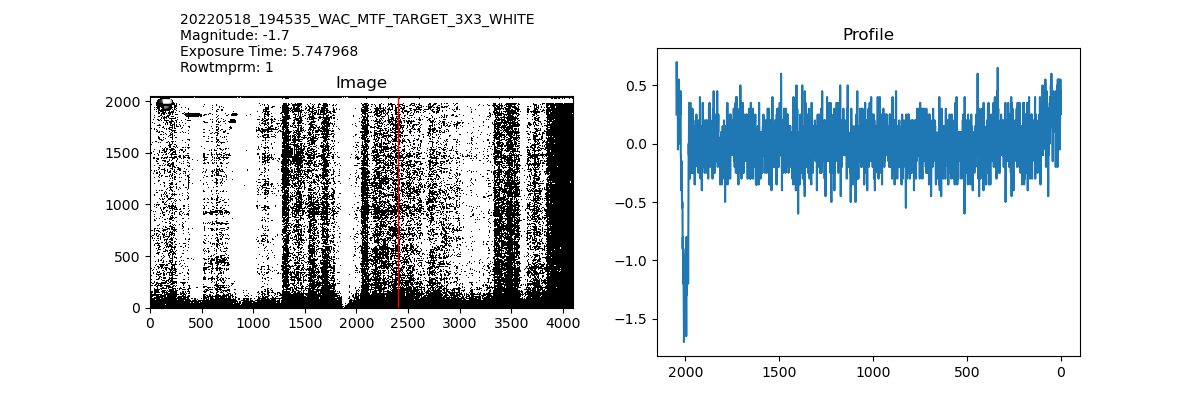 20220518_194535_WAC_MTF_TARGET_3X3_WHITE
Magnitude: -1.7
Exposure Time: 5.747968
Rowtmprm: 1
Image
2000
1500
1000
500
0
0 500 1000 1500 2000 2500 3000 3500 4000
Profile
0.5
0.0
−0.5
−1.0
−1.5
2000 1500 1000 500 0